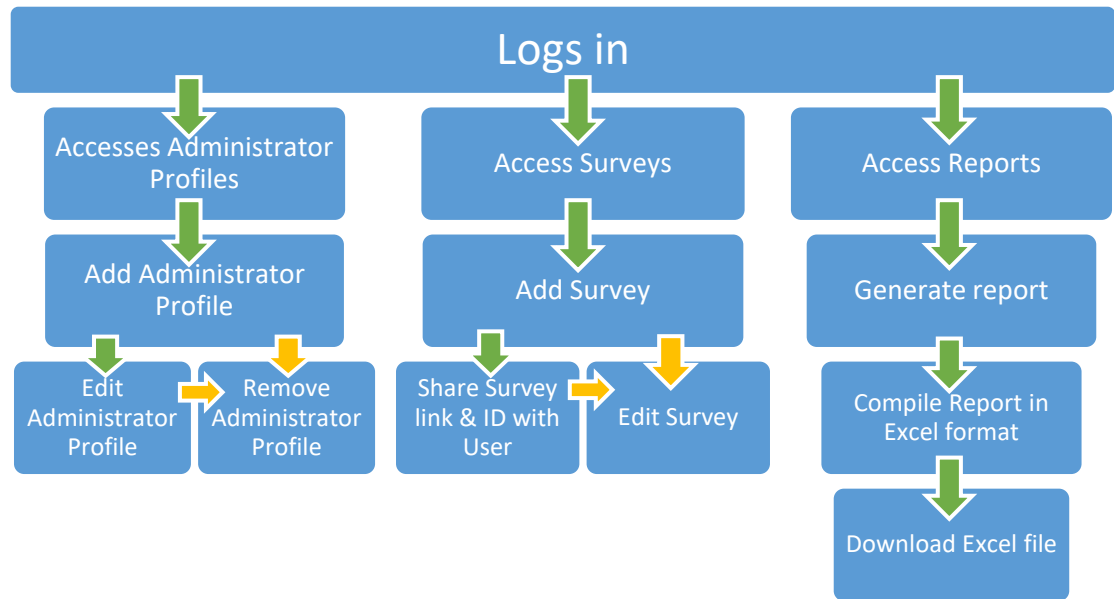 Logs in
Accesses Administrator
Profiles
Access Surveys
Access Reports
Add Administrator
Profile
Add Survey
Generate report
Edit
Administrator
Profile
Remove
Administrator
Profile
Share Survey
link & ID with
User
Edit Survey
Compile Report in
Excel format
Download Excel file